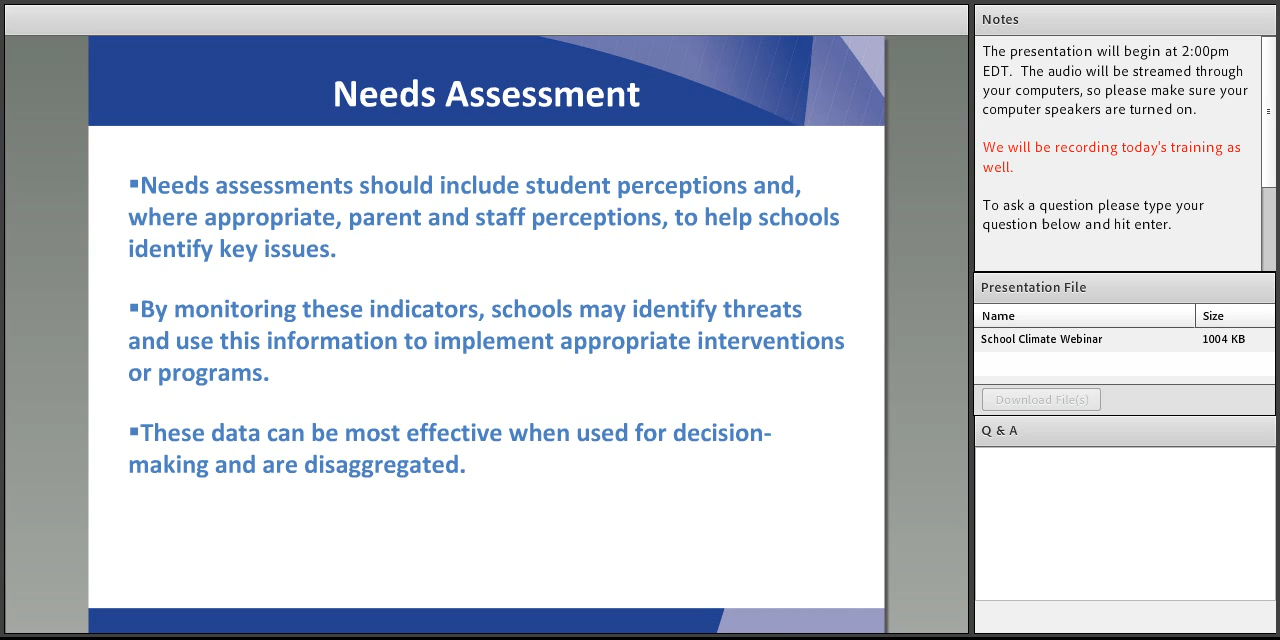 Needs Assessment
▪Needs assessments should include student perceptions and,
where appropriate, parent and staff perceptions, to help schools
identify key issues.
▪By monitoring these indicators, schools may identify threats
and use this information to implement appropriate interventions
or programs.
▪These data can be most effective when used for decision-
making and are disaggregated.
Notes
The presentation will begin at 2:00pm
EDT.  The audio will be streamed through
your computers, so please make sure your
computer speakers are turned on.
We will be recording today's training as
well.
To ask a question please type your
question below and hit enter.
Presentation File
Name Size
School Climate Webinar 1004 KB
Download File(s)
Q & A